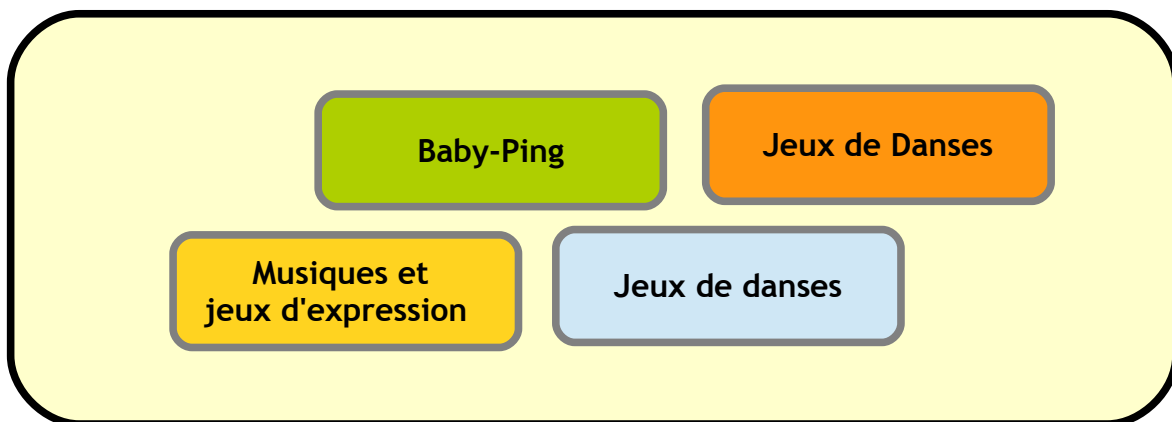 Baby-Ping
Jeux de Danses
Musiques et
jeux d'expression
Jeux de danses